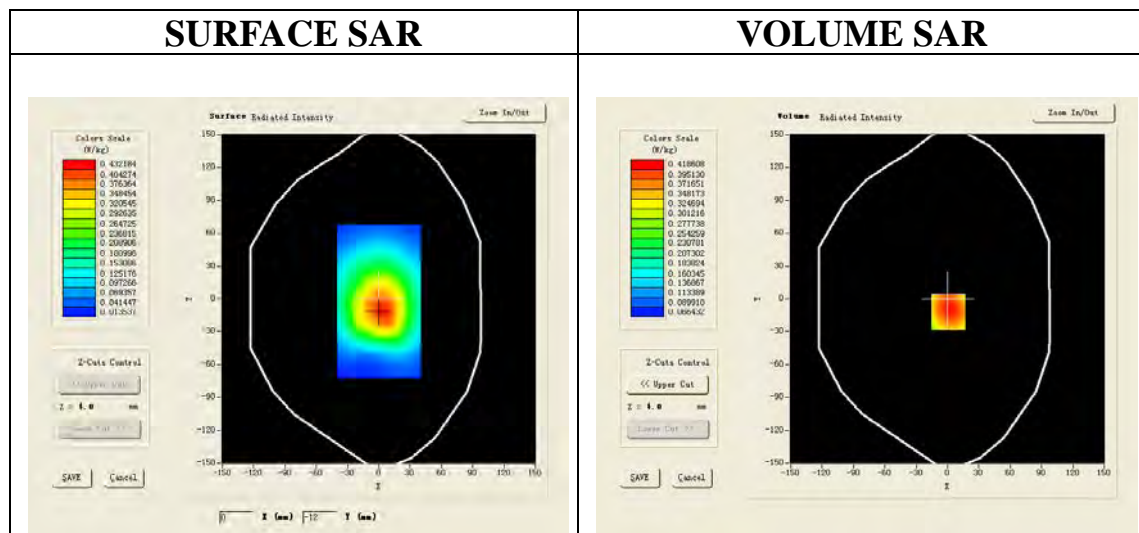 SURFACE SAR
VOLUME SAR
Surface Radiated Intensity
Zoom In/Out
Colors Scale
(W/kg)
0.432184
0.404274
0.376364
0.348454
0.320545
0.292635
0.264725
0.236815
0.208906
0.180996
0.153086
0.125176
0.097266
0.069357
0.041447
0.013537
150
120
90
60
30
0
-30
-60
-90
-120
-150
Y
-150 -120 -90 -60 -30 0 30 60 90 120 150
X
Z-Cuts Control
Z = 4.0 mm
SAVE
Cancel
0 X (mm) -12 Y (mm)
Volume Radiated Intensity
Zoom In/Out
Colors Scale
(W/kg)
0.418608
0.395130
0.371651
0.348173
0.324694
0.301216
0.277738
0.254259
0.230781
0.207302
0.183824
0.160345
0.136867
0.113389
0.089910
0.066432
150
120
90
60
30
0
-30
-60
-90
-120
-150
Y
-150 -120 -90 -60 -30 0 30 60 90 120 150
X
Z-Cuts Control
<< Upper Cut
Z = 4.0 mm
Lower Cut >>
SAVE
Cancel